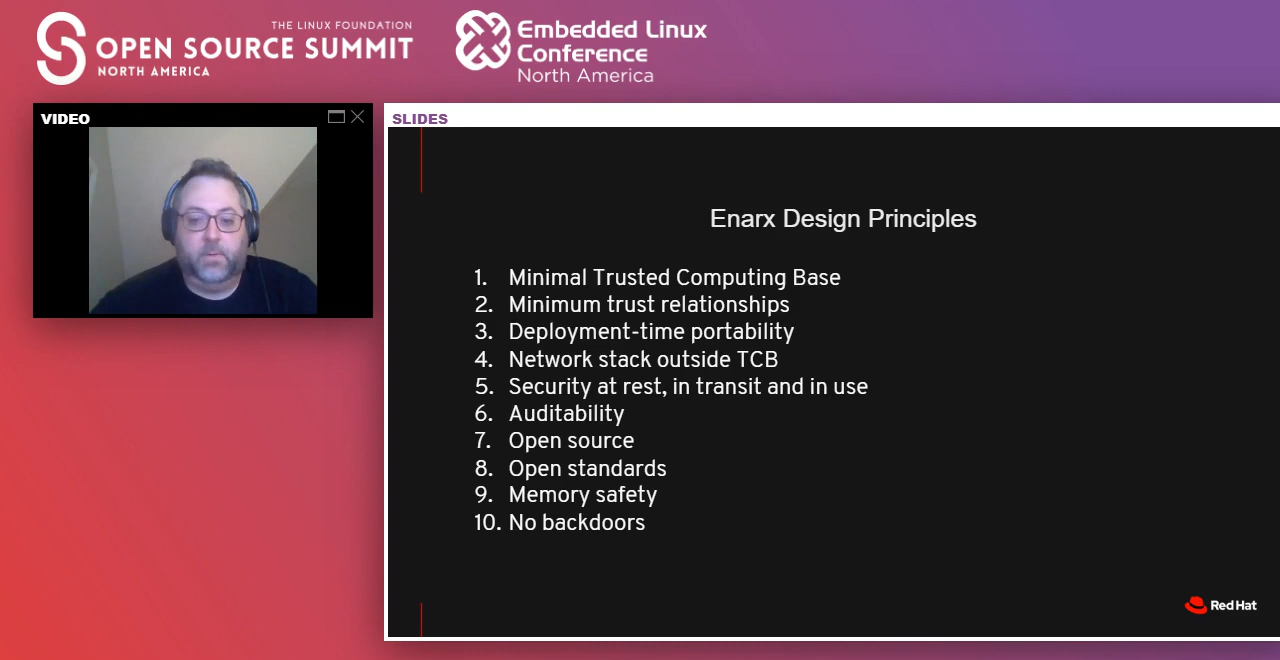 THE LINUX FOUNDATION
OPEN SOURCE SUMMIT
NORTH AMERICA
Embedded Linux
Conference
North America
VIDEO
SLIDES
Enarx Design Principles
1. Minimal Trusted Computing Base
2. Minimum trust relationships
3. Deployment-time portability
4. Network stack outside TCB
5. Security at rest, in transit and in use
6. Auditability
7. Open source
8. Open standards
9. Memory safety
10. No backdoors
Red Hat